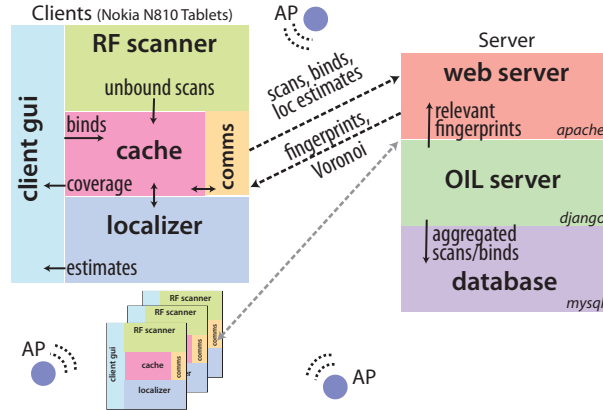 Clients (Nokia N810 Tablets)
AP
Server
RF scanner
unbound scans
client gui
binds
cache
comms
coverage
localizer
estimates
scans, binds,
loc estimates
fingerprints,
Voronoi
web server
relevant
fingerprints
apache
OIL server
django
aggregated
scans/binds
database
mysql
RF scanner
RF scanner
RF scanner
client gui
cache
comms
comms
comms
localizer
AP
AP